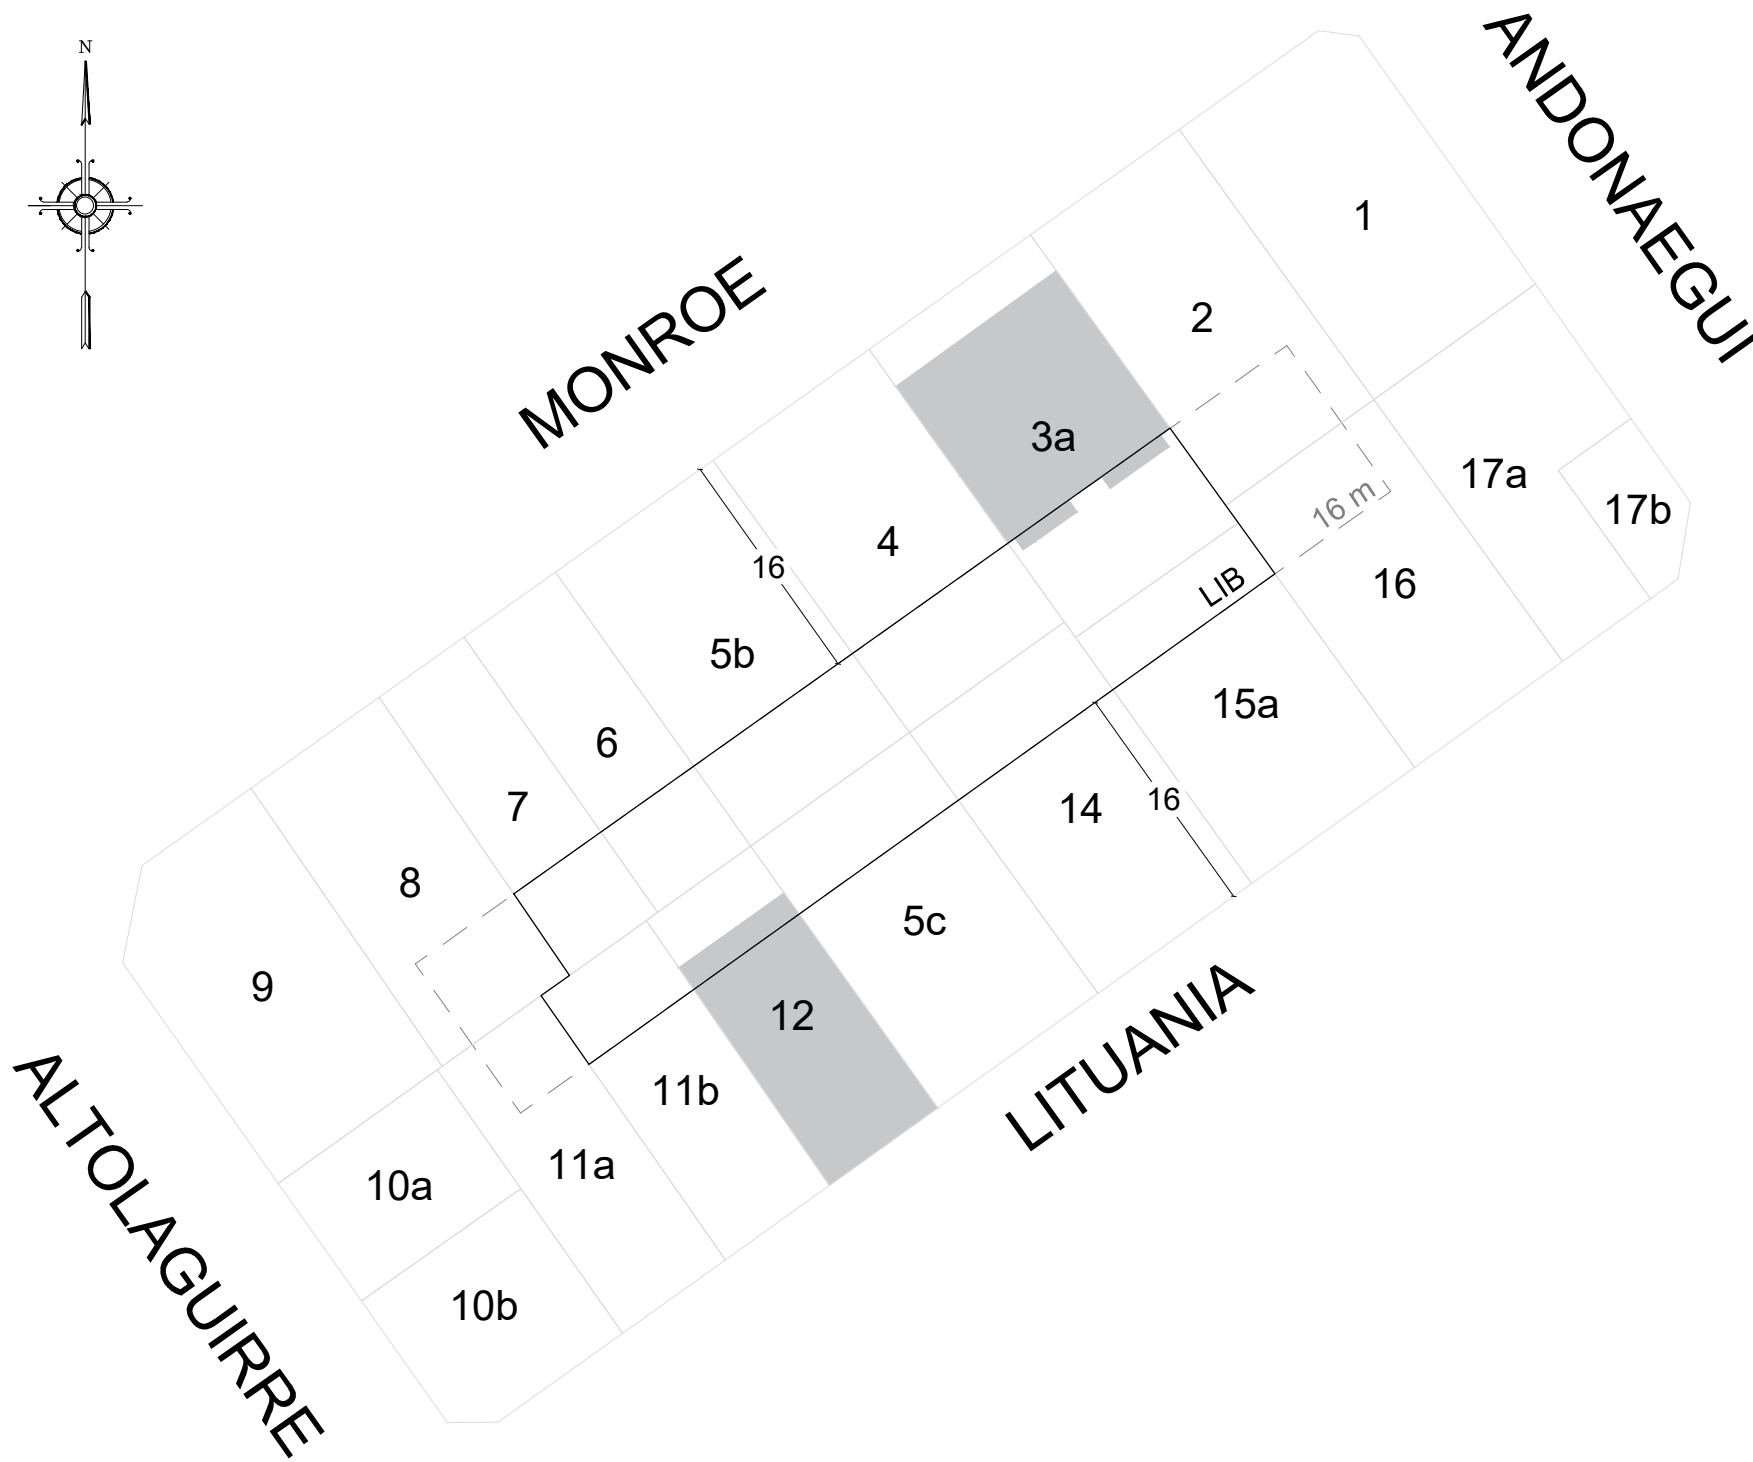 N
ANDONAEGUI
1
MONROE
2
3a
17a
17b
16 m
4
16
LIB
16
5b
15a
6
7
14
16
8
5c
9
12
11b
LITUANIA
11a
10a
ALTOLAGUIRRE
10b